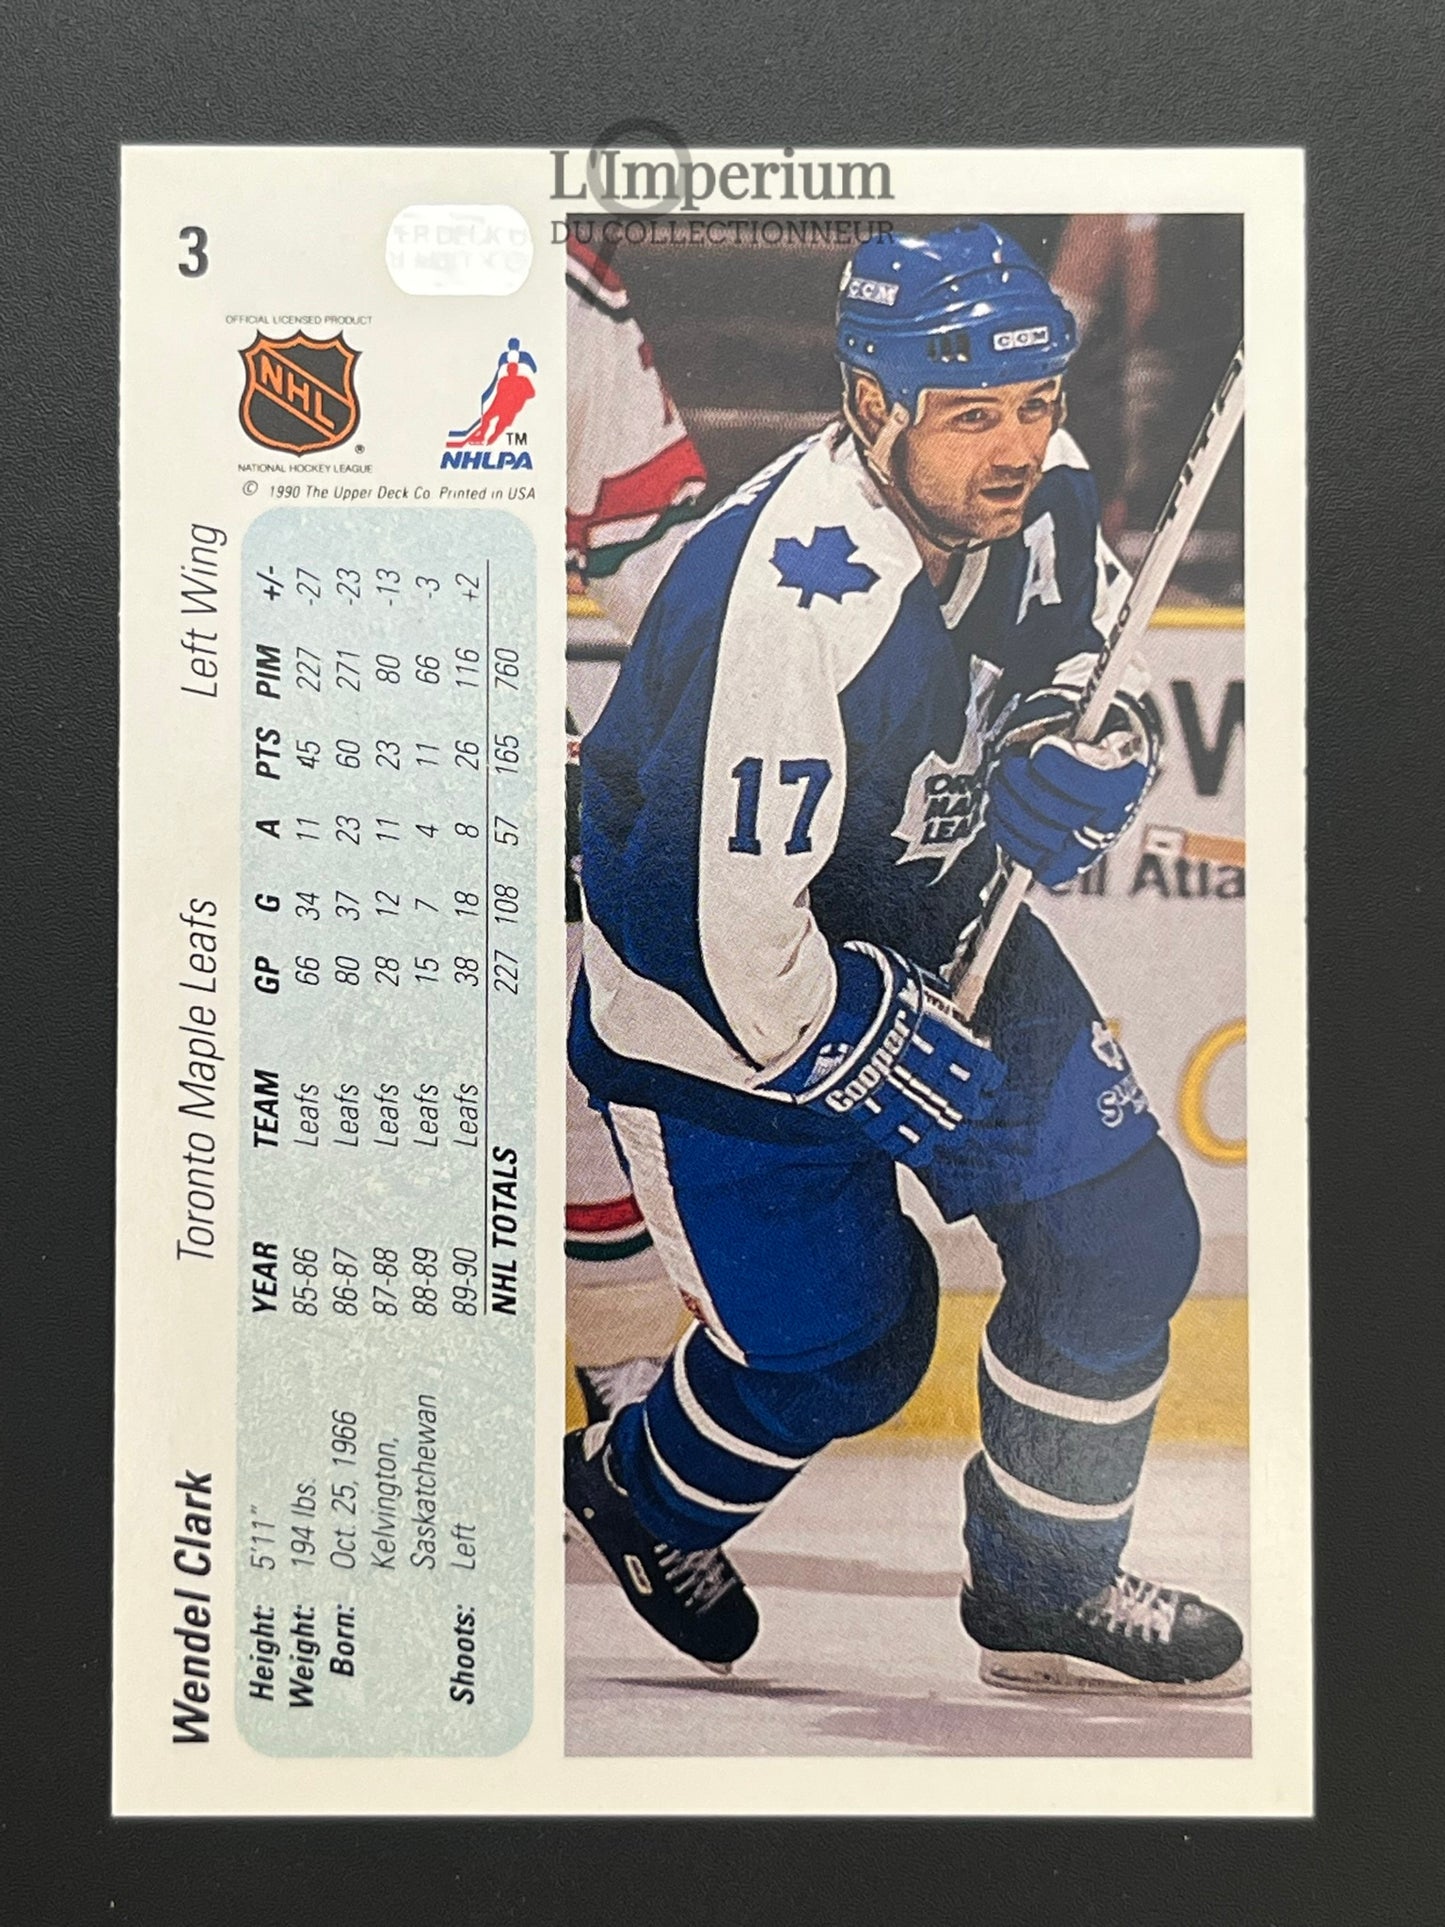 L'Imperium
DU COLLECTIONNEUR
3
OFFICIAL LICENSED PRODUCT
NHL
®
NATIONAL HOCKEY LEAGUE
TM
NHLPA
© 1990 The Upper Deck Co. Printed in USA
Wendel Clark Toronto Maple Leafs Left Wing
Height: 5'11"
Weight: 194 lbs.
Born: Oct. 25, 1966
Kelvington,
Saskatchewan
Shoots: Left
YEAR TEAM GP G A PTS PIM +/-
85-86 Leafs 66 34 11 45 227 -27
86-87 Leafs 80 37 23 60 271 -23
87-88 Leafs 28 12 11 23 80 -13
88-89 Leafs 15 7 4 11 66 -3
89-90 Leafs 38 18 8 26 116 +2
NHL TOTALS 227 108 57 165 760
CCM
CCM
A
17
LEA
Cooper
ell Atla